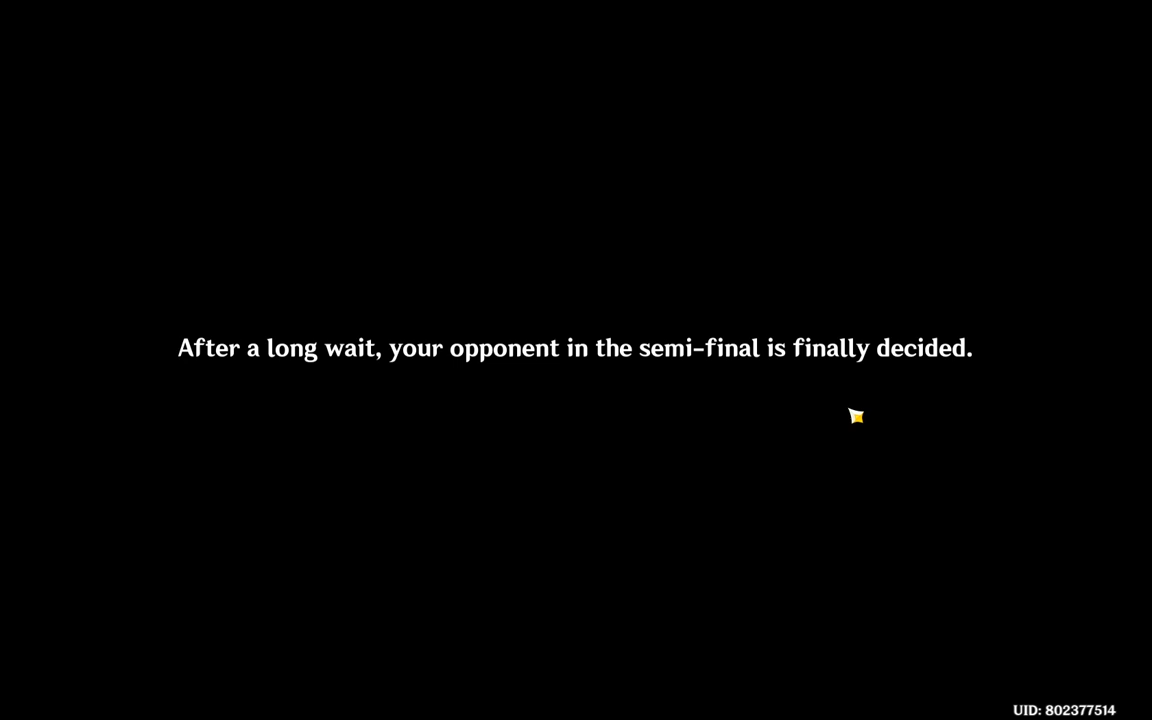 After a long wait, your opponent in the semi-final is finally decided.
UID: 802377514